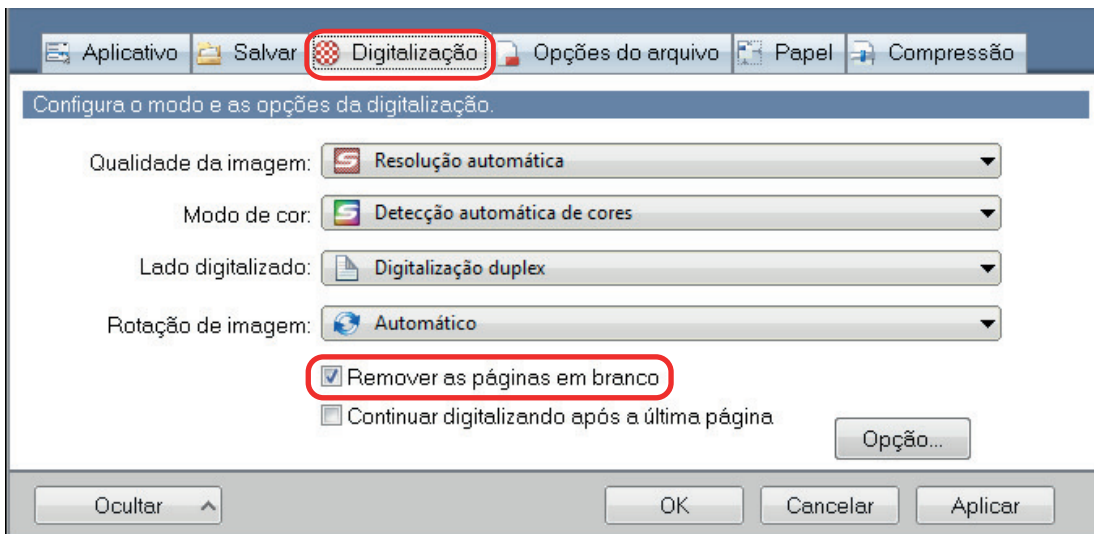 Aplicativo Salvar Digitalização Opções do arquivo Papel Compressão
Configura o modo e as opções da digitalização.
Qualidade da imagem: Resolução automática
Modo de cor: Detecção automática de cores
Lado digitalizado: Digitalização duplex
Rotação de imagem: Automático
Remover as páginas em branco
Continuar digitalizando após a última página
Opção...
Ocultar OK Cancelar Aplicar